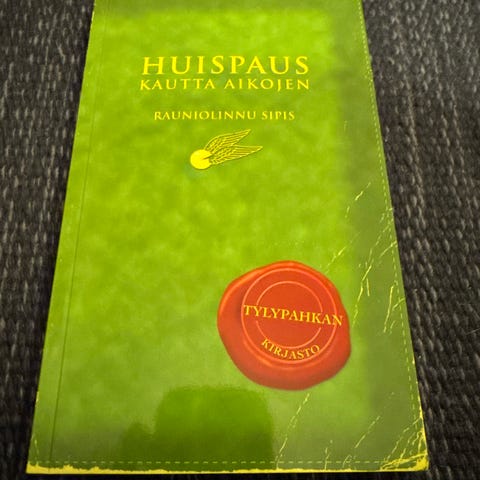 HUISPAUS
KAUTTA AIKOJEN
RAUNIOLINNU SIPIS
TYLYPAHKAN
KIRJASTO